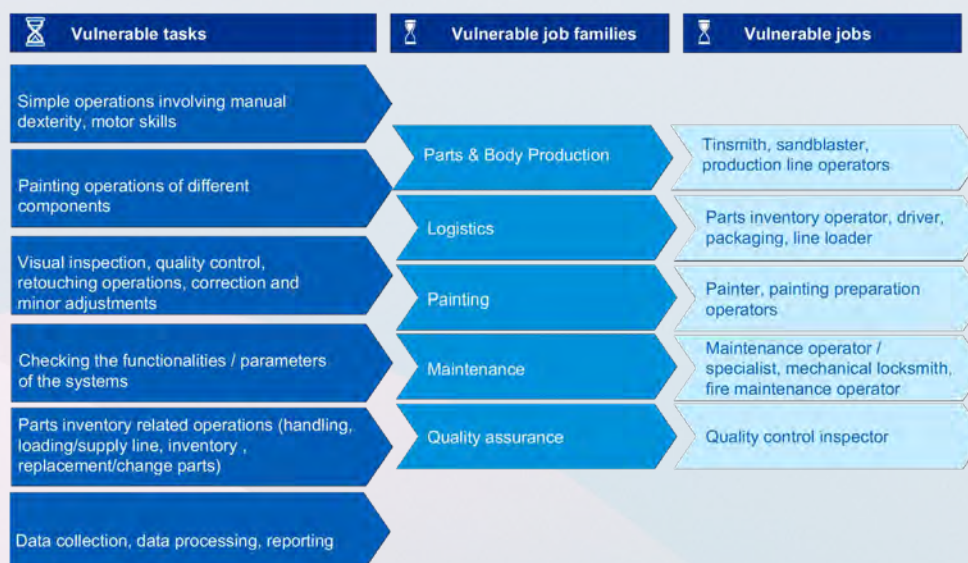 Vulnerable tasks
Vulnerable job families
Vulnerable jobs
Simple operations involving manual
dexterity, motor skills
Painting operations of different
components
Visual inspection, quality control,
retouching operations, correction and
minor adjustments
Checking the functionalities / parameters
of the systems
Parts inventory related operations (handling,
loading/supply line, inventory ,
replacement/change parts)
Data collection, data processing, reporting
Parts & Body Production
Logistics
Painting
Maintenance
Quality assurance
Tinsmith, sandblaster,
production line operators
Parts inventory operator, driver,
packaging, line loader
Painter, painting preparation
operators
Maintenance operator /
specialist, mechanical locksmith,
fire maintenance operator
Quality control inspector